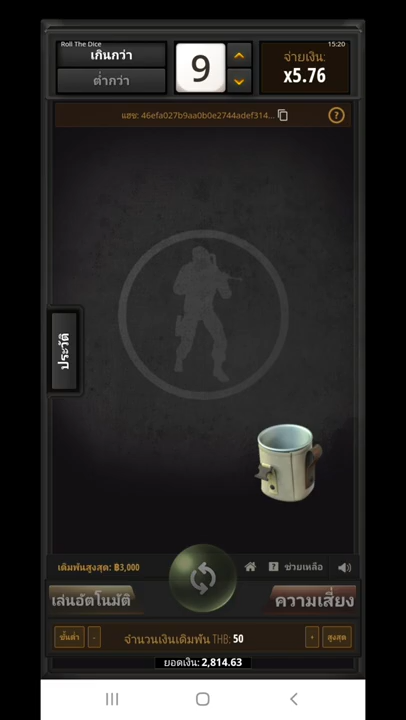 Roll The Dice
15:20
เกินกว่า
ต่ำกว่า
9
จ่ายเงิน:
x5.76
แฮช: 46efa027b9aa0b0e2744adef314...
?
ประวัติ
เดิมพันสูงสุด: ฿3,000
? ช่วยเหลือ
เล่นอัตโนมัติ
ความเสี่ยง
ขั้นต่ำ - จำนวนเงินเดิมพัน THB: 50 + สูงสุด
ยอดเงิน: 2,814.63